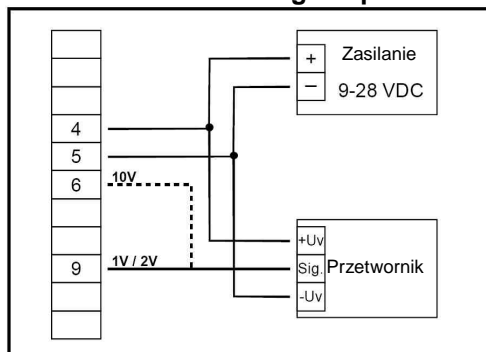 + Zasilanie
– 9-28 VDC
4
5
6 10V
+Uv
9 1V / 2V Sig. Przetwornik
-Uv